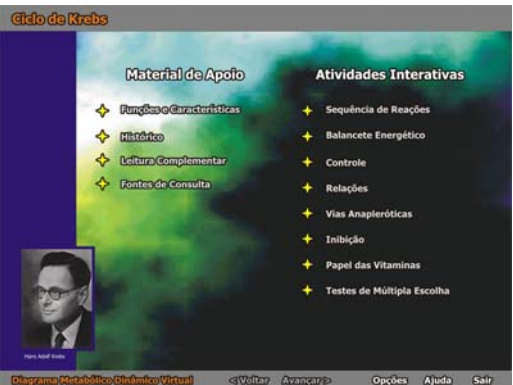 Ciclo de Krebs
Material de Apoio
Funções e Características
Histórico
Leitura Complementar
Fontes de Consulta
Atividades Interativas
Sequência de Reações
Balancete Energético
Controle
Relações
Vias Anapleróticas
Inibição
Papel das Vitaminas
Testes de Múltipla Escolha
Hans Adolf Krebs
Diagrama Metabólico Dinâmico Virtual <Voltar Avançar> Opções Ajuda Sair